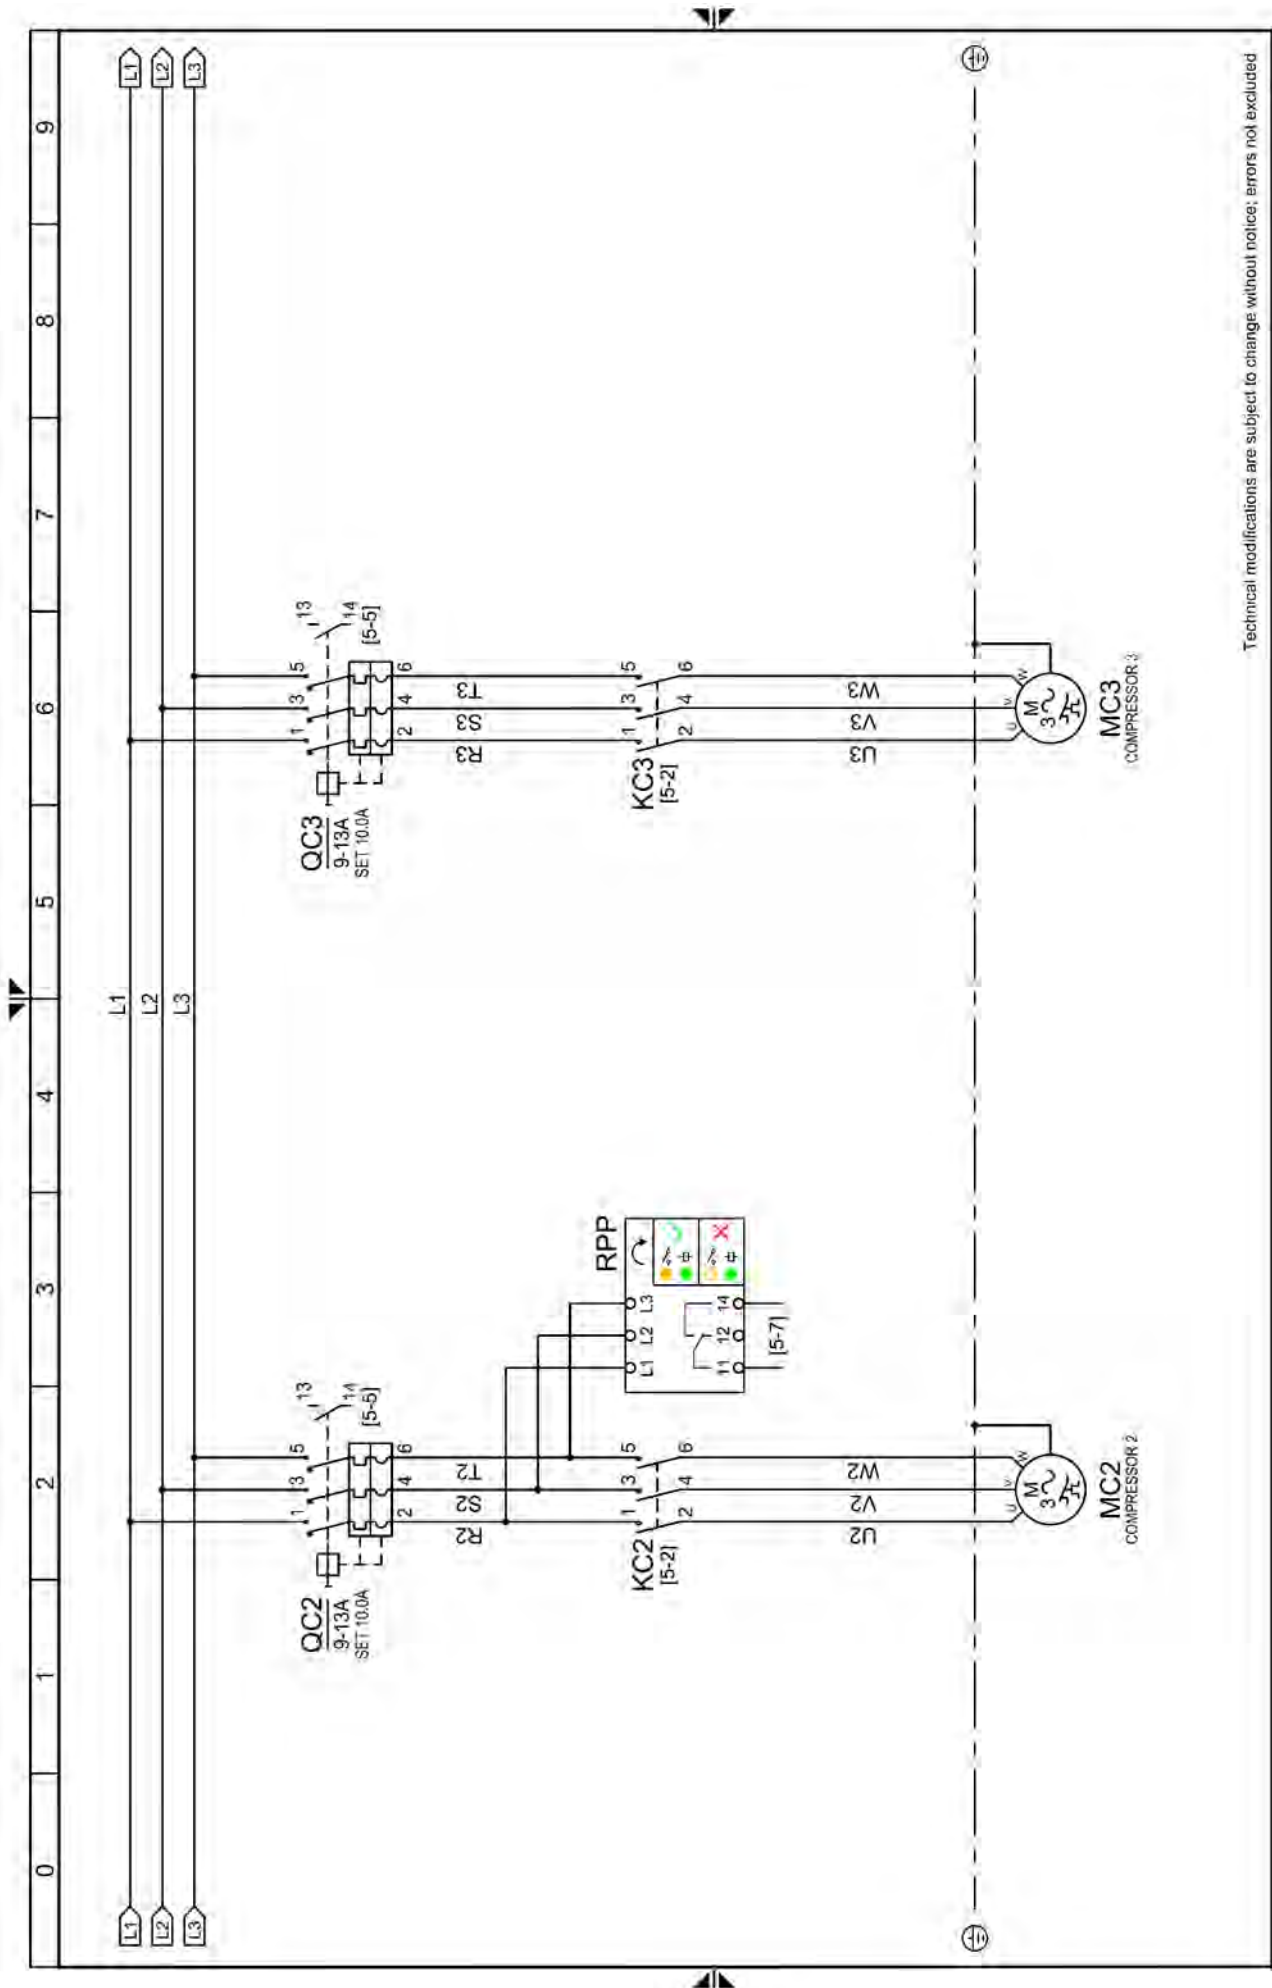 0 1 2 3 4 5 6 7 8 9
L1 L1 L1
L2 L2 L2
L3 L3 L3
QC2
9-13A
SET 10.0A
1 3 5 13
2 4 6 14
[5-5]
R2 S2 T2
QC3
9-13A
SET 10.0A
1 3 5 13
2 4 6 14
[5-5]
R3 S3 T3
KC2
[5-2]
1 3 5
2 4 6
U2 V2 W2
RPP
L1 L2 L3
11 12 14
[5-7]
KC3
[5-2]
1 3 5
2 4 6
U3 V3 W3
U V W
M
3
MC2
COMPRESSOR 2
U V W
M
3
MC3
COMPRESSOR 3
Technical modifications are subject to change without notice; errors not excluded